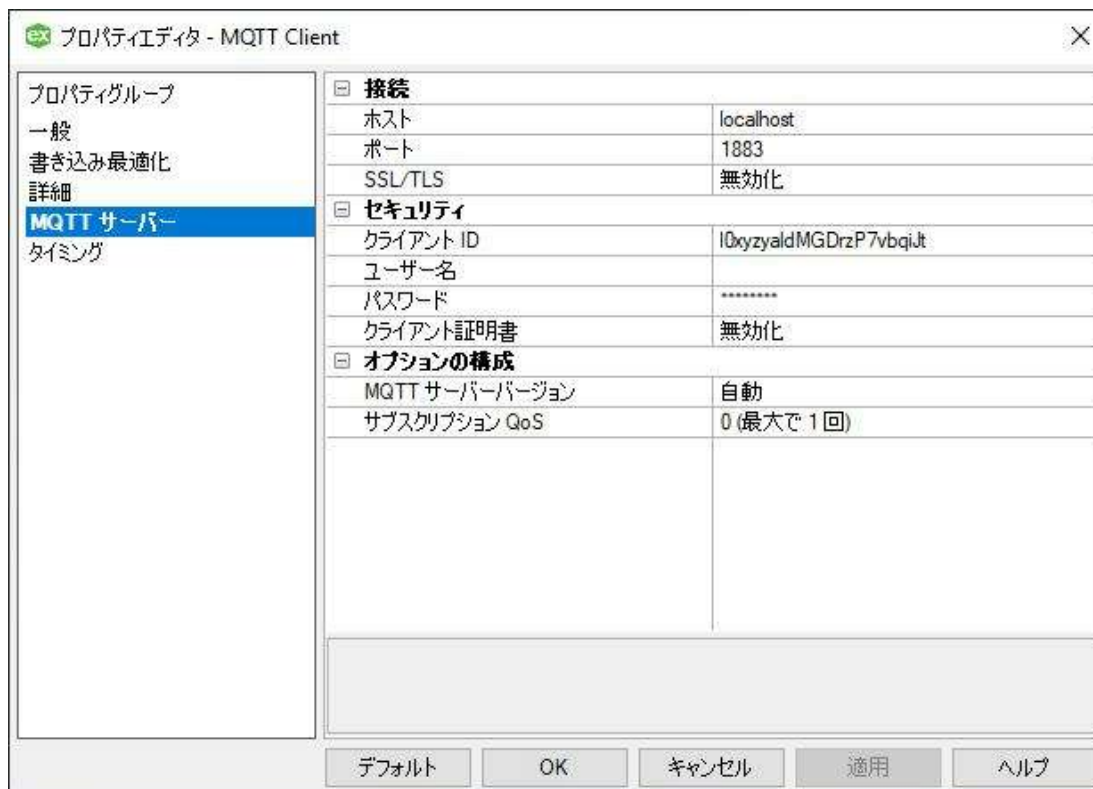 プロパティエディタ - MQTT Client
プロパティグループ
一般
書き込み最適化
詳細
MQTT サーバー
タイミング
接続
ホスト localhost
ポート 1883
SSL/TLS 無効化
セキュリティ
クライアント ID l0xyzyaldMGDrzP7vbqiJt
ユーザー名
パスワード ********
クライアント証明書 無効化
オプションの構成
MQTT サーバーバージョン 自動
サブスクリプション QoS 0 (最大で 1 回)
デフォルト OK キャンセル 適用 ヘルプ